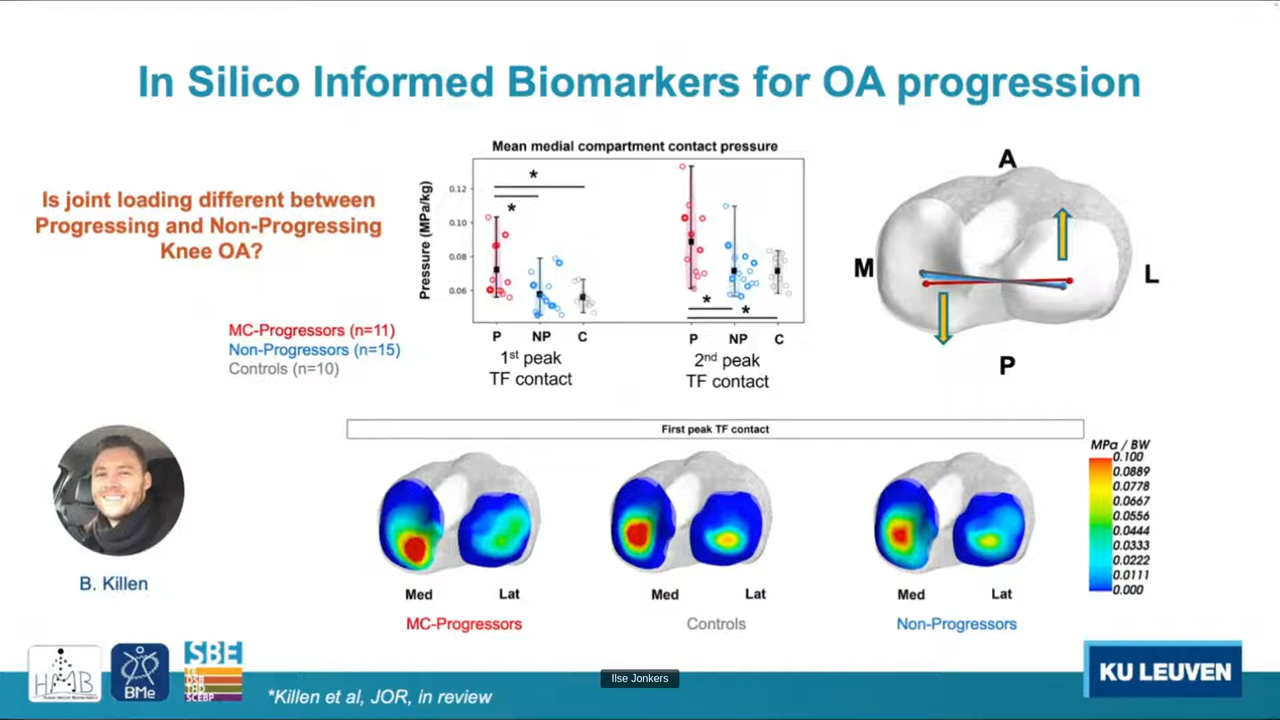 In Silico Informed Biomarkers for OA progression
Is joint loading different between
Progressing and Non-Progressing
Knee OA?
MC-Progressors (n=11)
Non-Progressors (n=15)
Controls (n=10)
Mean medial compartment contact pressure
Pressure (MPa/kg)
0.12
0.10
0.08
0.06
*
*
*
*
P NP C
P NP C
1st peak
TF contact
2nd peak
TF contact
A
M
L
P
First peak TF contact
MPa / BW
0.100
0.0889
0.0778
0.0667
0.0556
0.0444
0.0333
0.0222
0.0111
0.000
Med Lat
Med Lat
Med Lat
MC-Progressors
Controls
Non-Progressors
B. Killen
HMB
BMe
SBE
SCEBP
*Killen et al, JOR, in review
Ilse Jonkers
KU LEUVEN